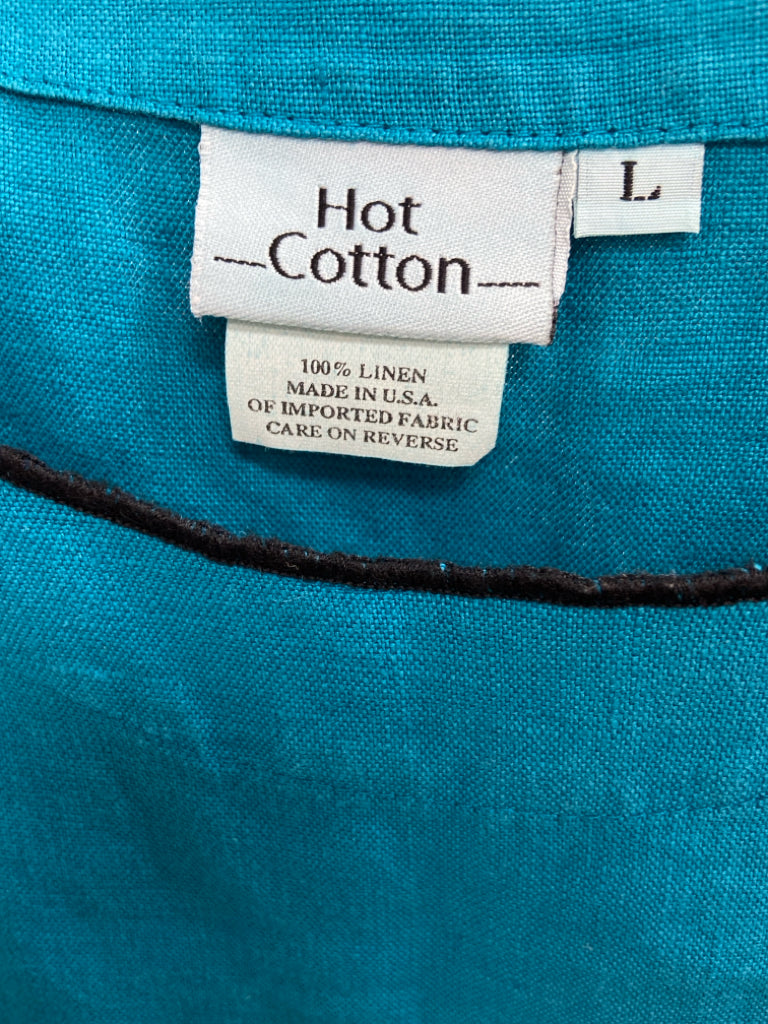 Hot
Cotton
L
100% LINEN
MADE IN U.S.A.
OF IMPORTED FABRIC
CARE ON REVERSE